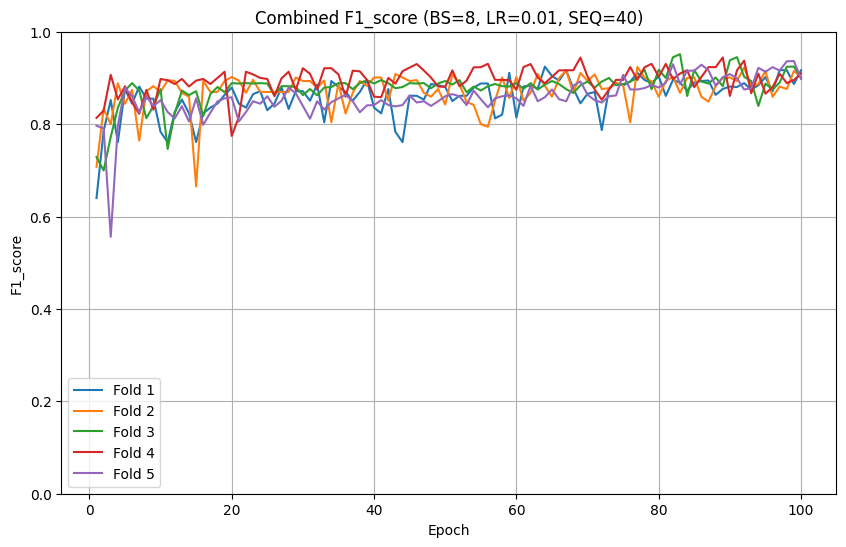 Combined F1_score (BS=8, LR=0.01, SEQ=40)
1.0
0.8
0.6
0.4
0.2
0.0
F1_score
Fold 1
Fold 2
Fold 3
Fold 4
Fold 5
0 20 40 60 80 100
Epoch